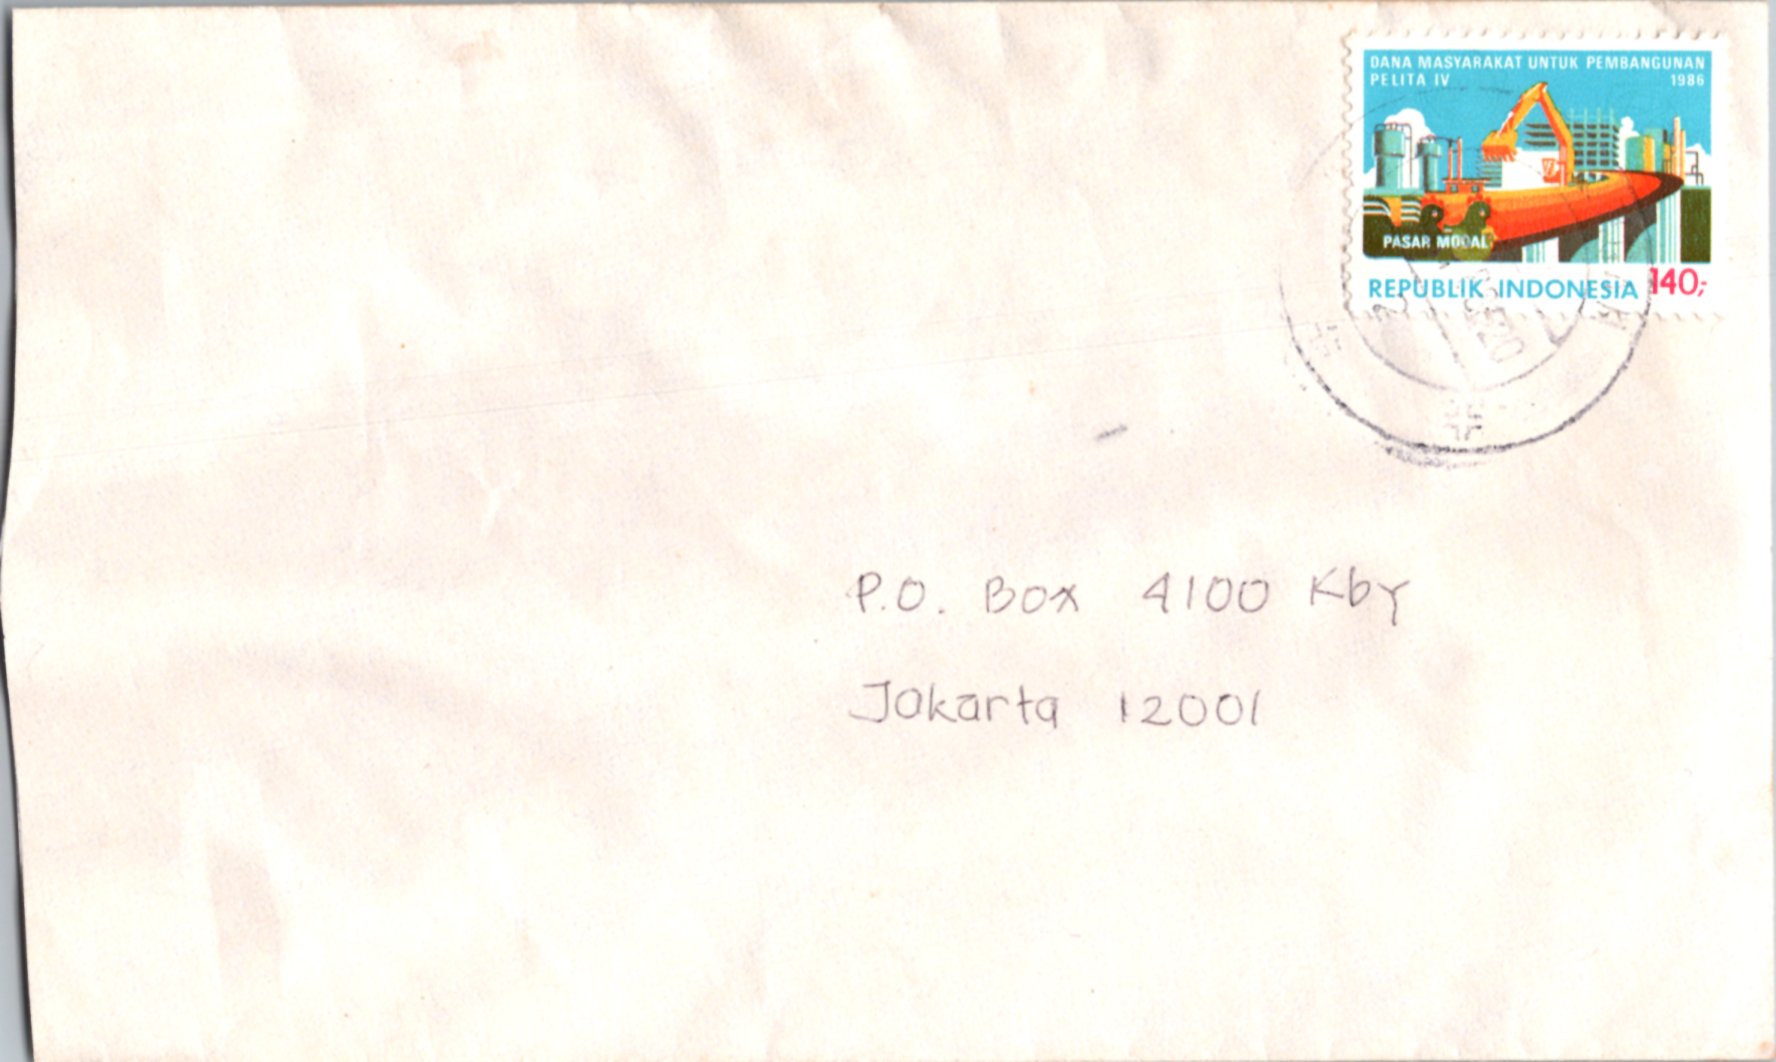 DANA MASYARAKAT UNTUK PEMBANGUNAN
PELITA IV 1986
PASAR MODAL
REPUBLIK INDONESIA 140;-
P.O. Box 4100 Kby
Jakarta 12001